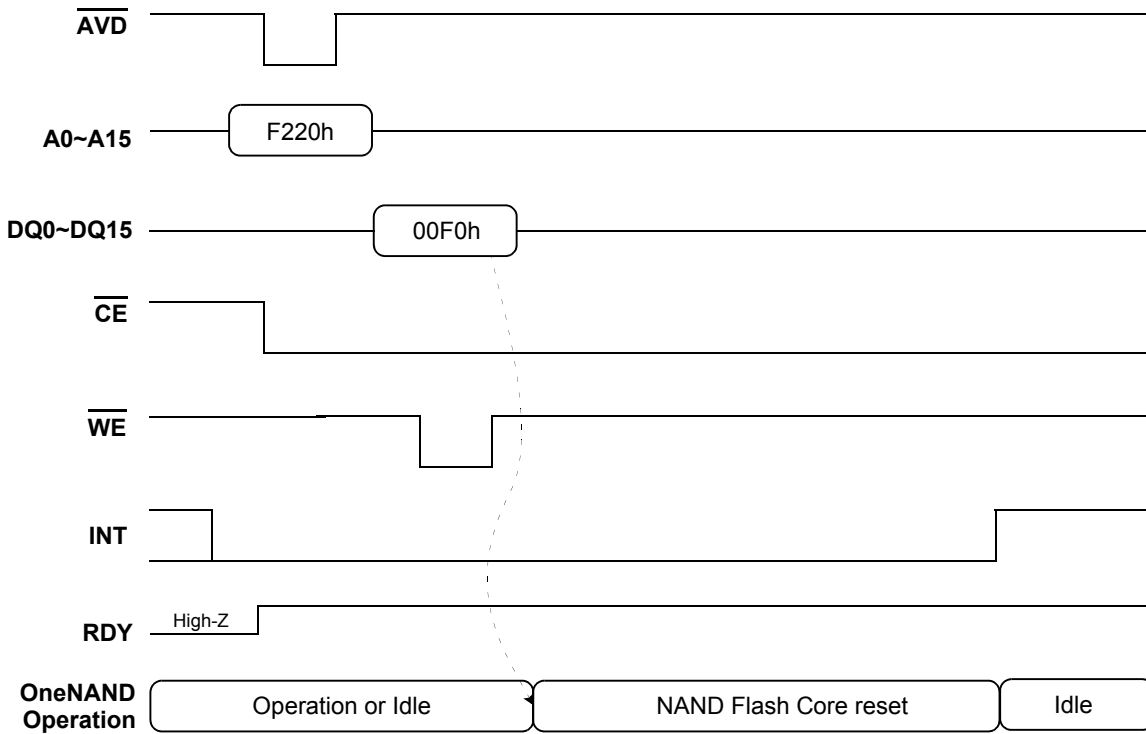 AVD
A0~A15
F220h
DQ0~DQ15
00F0h
CE
WE
INT
RDY
High-Z
OneNAND
Operation
Operation or Idle
NAND Flash Core reset
Idle